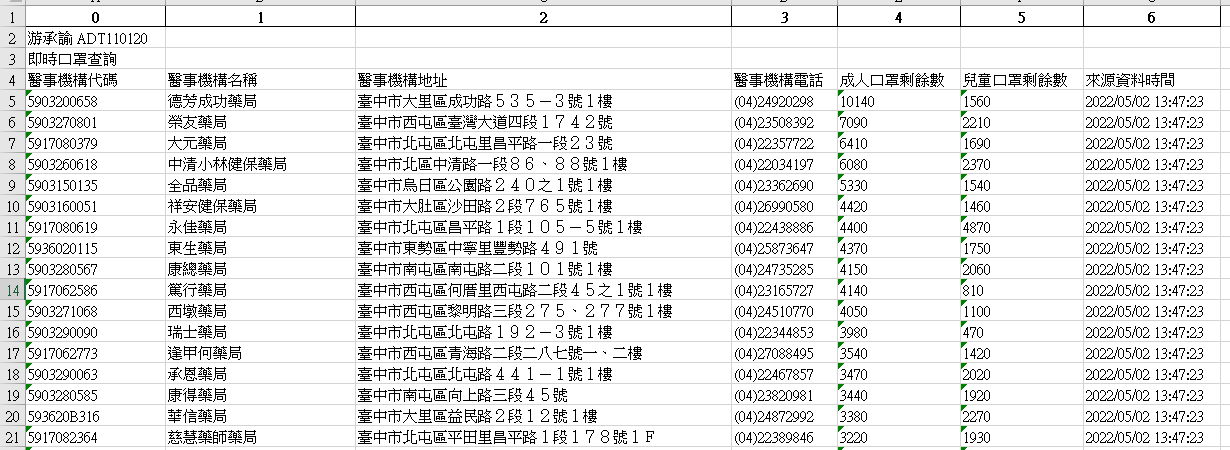 1 0 1 2 3 4 5 6
2 游承諭 ADT110120
3 即時口罩查詢
4 醫事機構代碼 醫事機構名稱 醫事機構地址 醫事機構電話 成人口罩剩餘數 兒童口罩剩餘數 來源資料時間
5 5903200658 德芳成功藥局 臺中市大里區成功路５３５－３號１樓 (04)24920298 10140 1560 2022/05/02 13:47:23
6 5903270801 榮友藥局 臺中市西屯區臺灣大道四段１７４２號 (04)23508392 7090 2210 2022/05/02 13:47:23
7 5917080379 大元藥局 臺中市北屯區北屯里昌平路一段２３號 (04)22357722 6410 1690 2022/05/02 13:47:23
8 5903260618 中清小林健保藥局 臺中市北區中清路一段８６、８８號１樓 (04)22034197 6080 2370 2022/05/02 13:47:23
9 5903150135 全品藥局 臺中市烏日區公園路２４０之１號１樓 (04)23362690 5330 1540 2022/05/02 13:47:23
10 5903160051 祥安健保藥局 臺中市大肚區沙田路２段７６５號１樓 (04)26990580 4420 1460 2022/05/02 13:47:23
11 5917080619 永佳藥局 臺中市北屯區昌平路１段１０５－５號１樓 (04)22438886 4400 4870 2022/05/02 13:47:23
12 5936020115 東生藥局 臺中市東勢區中寧里豐勢路４９１號 (04)25873647 4370 1750 2022/05/02 13:47:23
13 5903280567 康總藥局 臺中市南屯區南屯路二段１０１號１樓 (04)24735285 4150 2060 2022/05/02 13:47:23
14 5917062586 篤行藥局 臺中市西屯區何厝里西屯路二段４５之１號１樓 (04)23165727 4140 810 2022/05/02 13:47:23
15 5903271068 西墩藥局 臺中市西屯區黎明路三段２７５、２７７號１樓 (04)24510770 4050 1100 2022/05/02 13:47:23
16 5903290090 瑞士藥局 臺中市北屯區北屯路１９２－３號１樓 (04)22344853 3980 470 2022/05/02 13:47:23
17 5917062773 逢甲何藥局 臺中市西屯區青海路二段二八七號一、二樓 (04)27088495 3540 1420 2022/05/02 13:47:23
18 5903290063 承恩藥局 臺中市北屯區北屯路４４１－１號１樓 (04)22467857 3470 2020 2022/05/02 13:47:23
19 5903280585 康得藥局 臺中市南屯區向上路三段４５號 (04)23820981 3440 1920 2022/05/02 13:47:23
20 593620B316 華信藥局 臺中市大里區益民路２段１２號１樓 (04)24872992 3380 2270 2022/05/02 13:47:23
21 5917082364 慈慧藥師藥局 臺中市北屯區平田里昌平路１段１７８號１Ｆ (04)22389846 3220 1930 2022/05/02 13:47:23